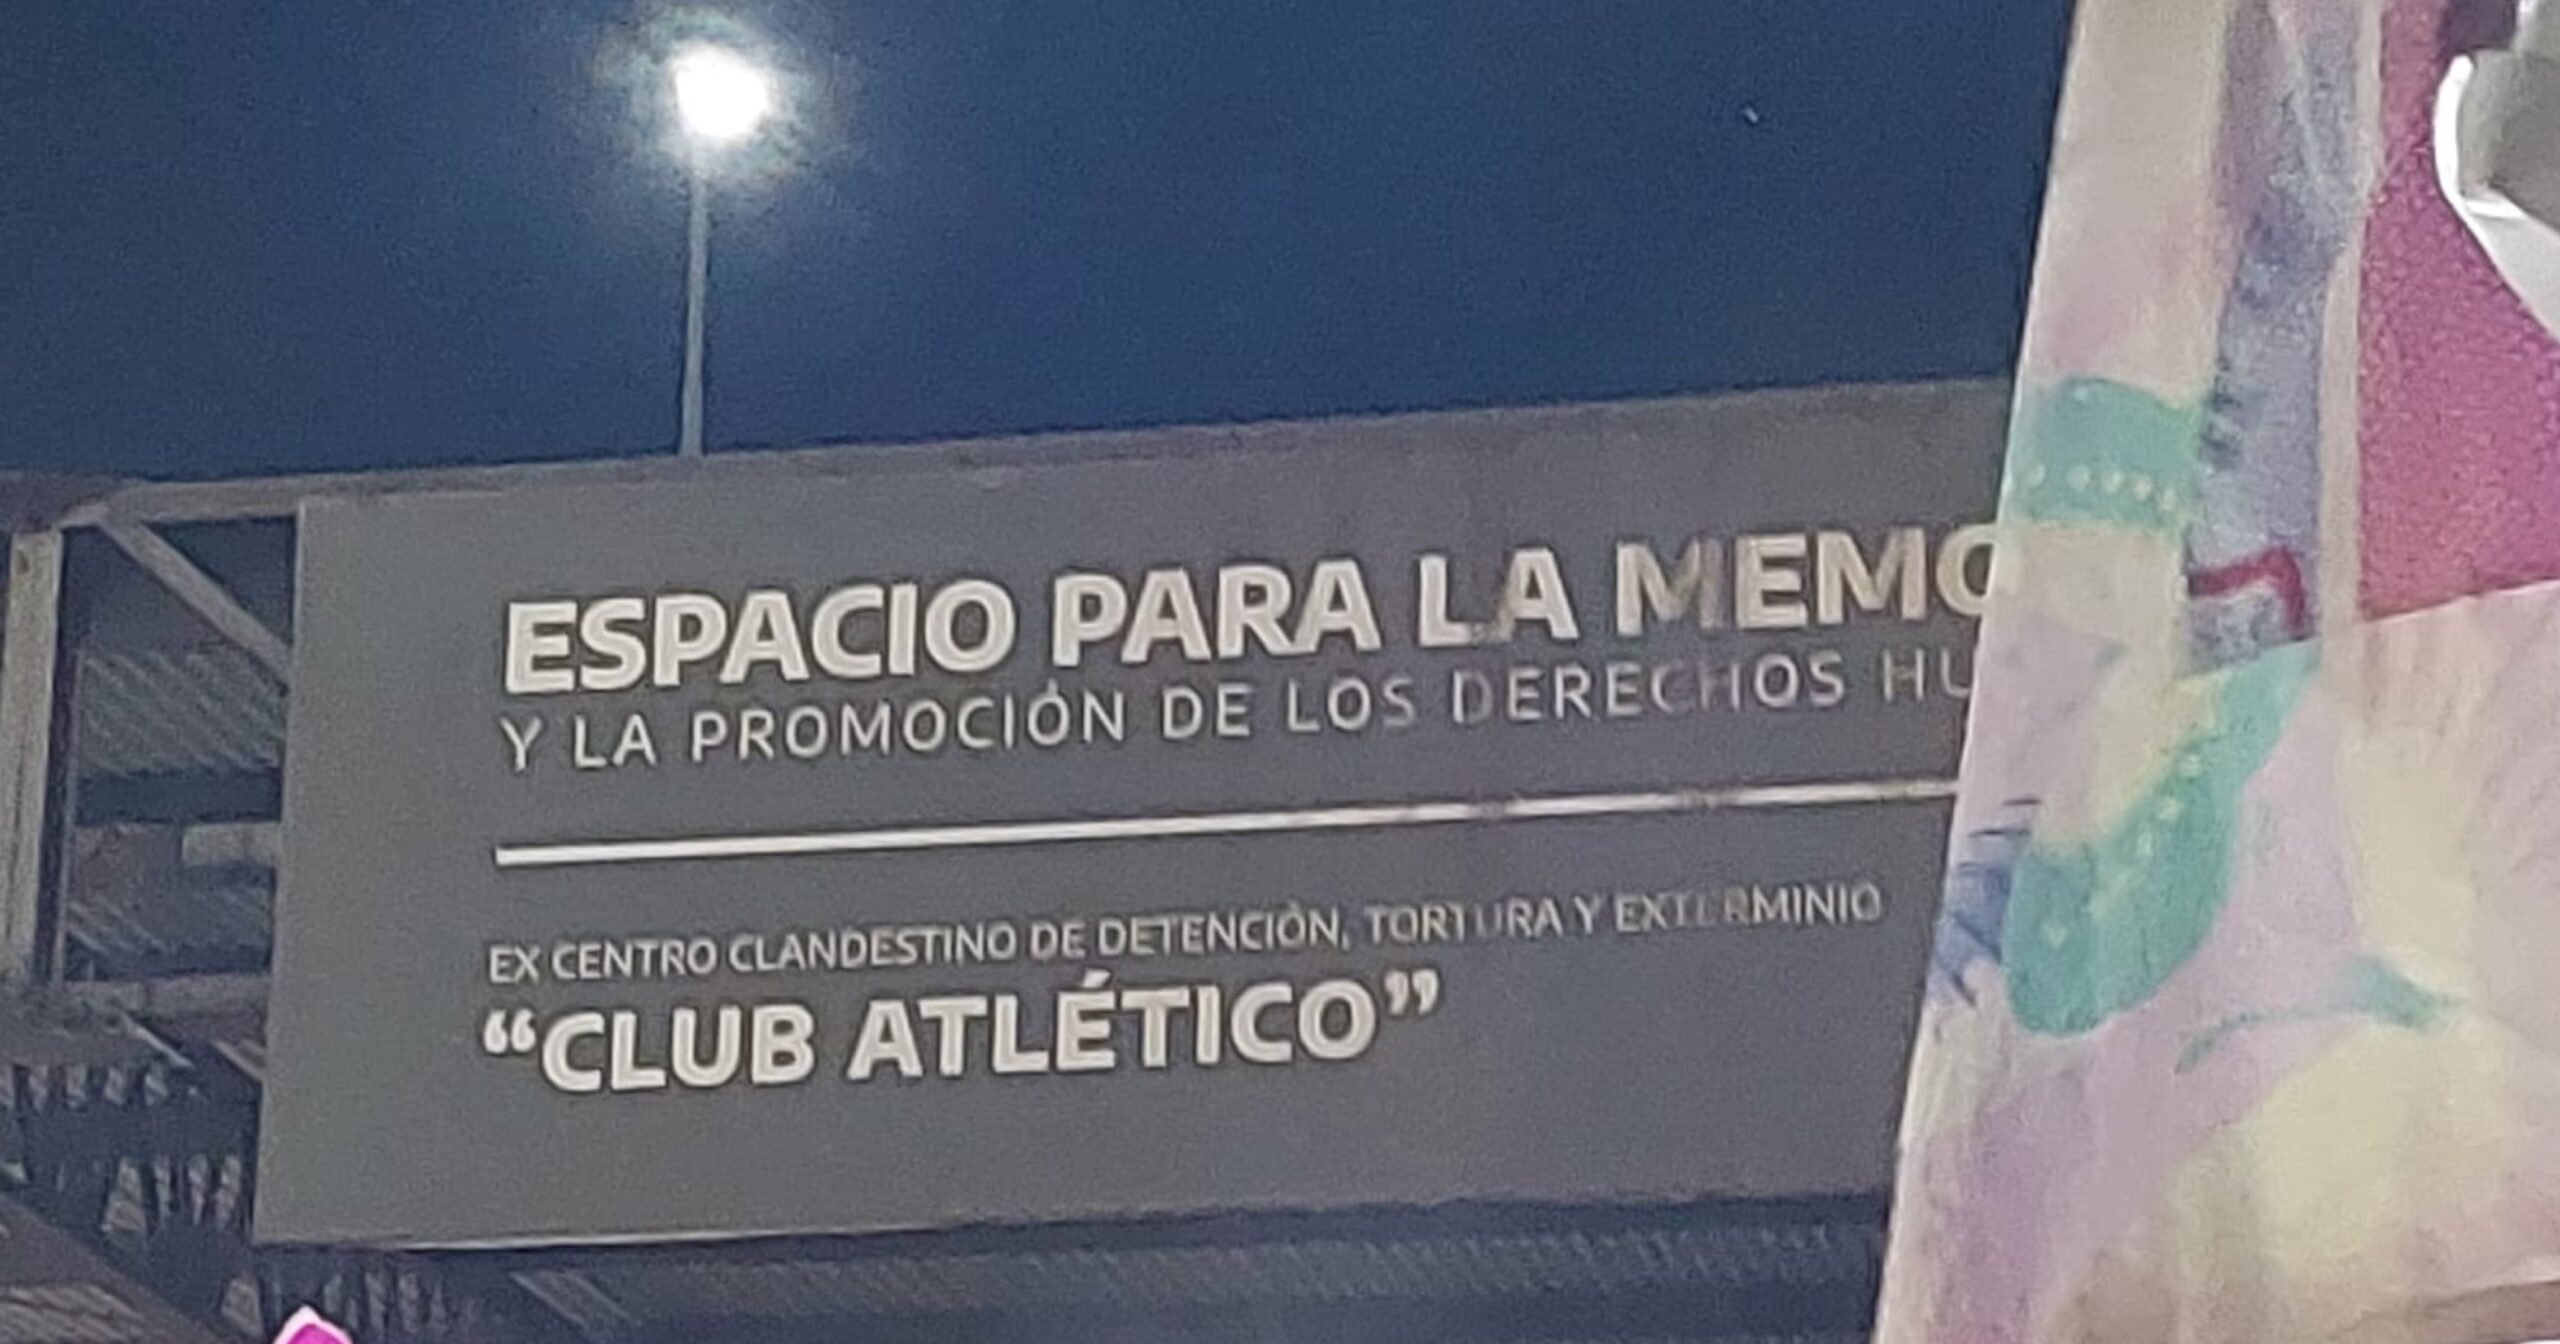 ESPACIO PARA LA MEMO
Y LA PROMOCIÓN DE LOS DERECHOS HU
EX CENTRO CLANDESTINO DE DETENCIÓN, TORTURA Y EXTERMINIO
“CLUB ATLÉTICO”